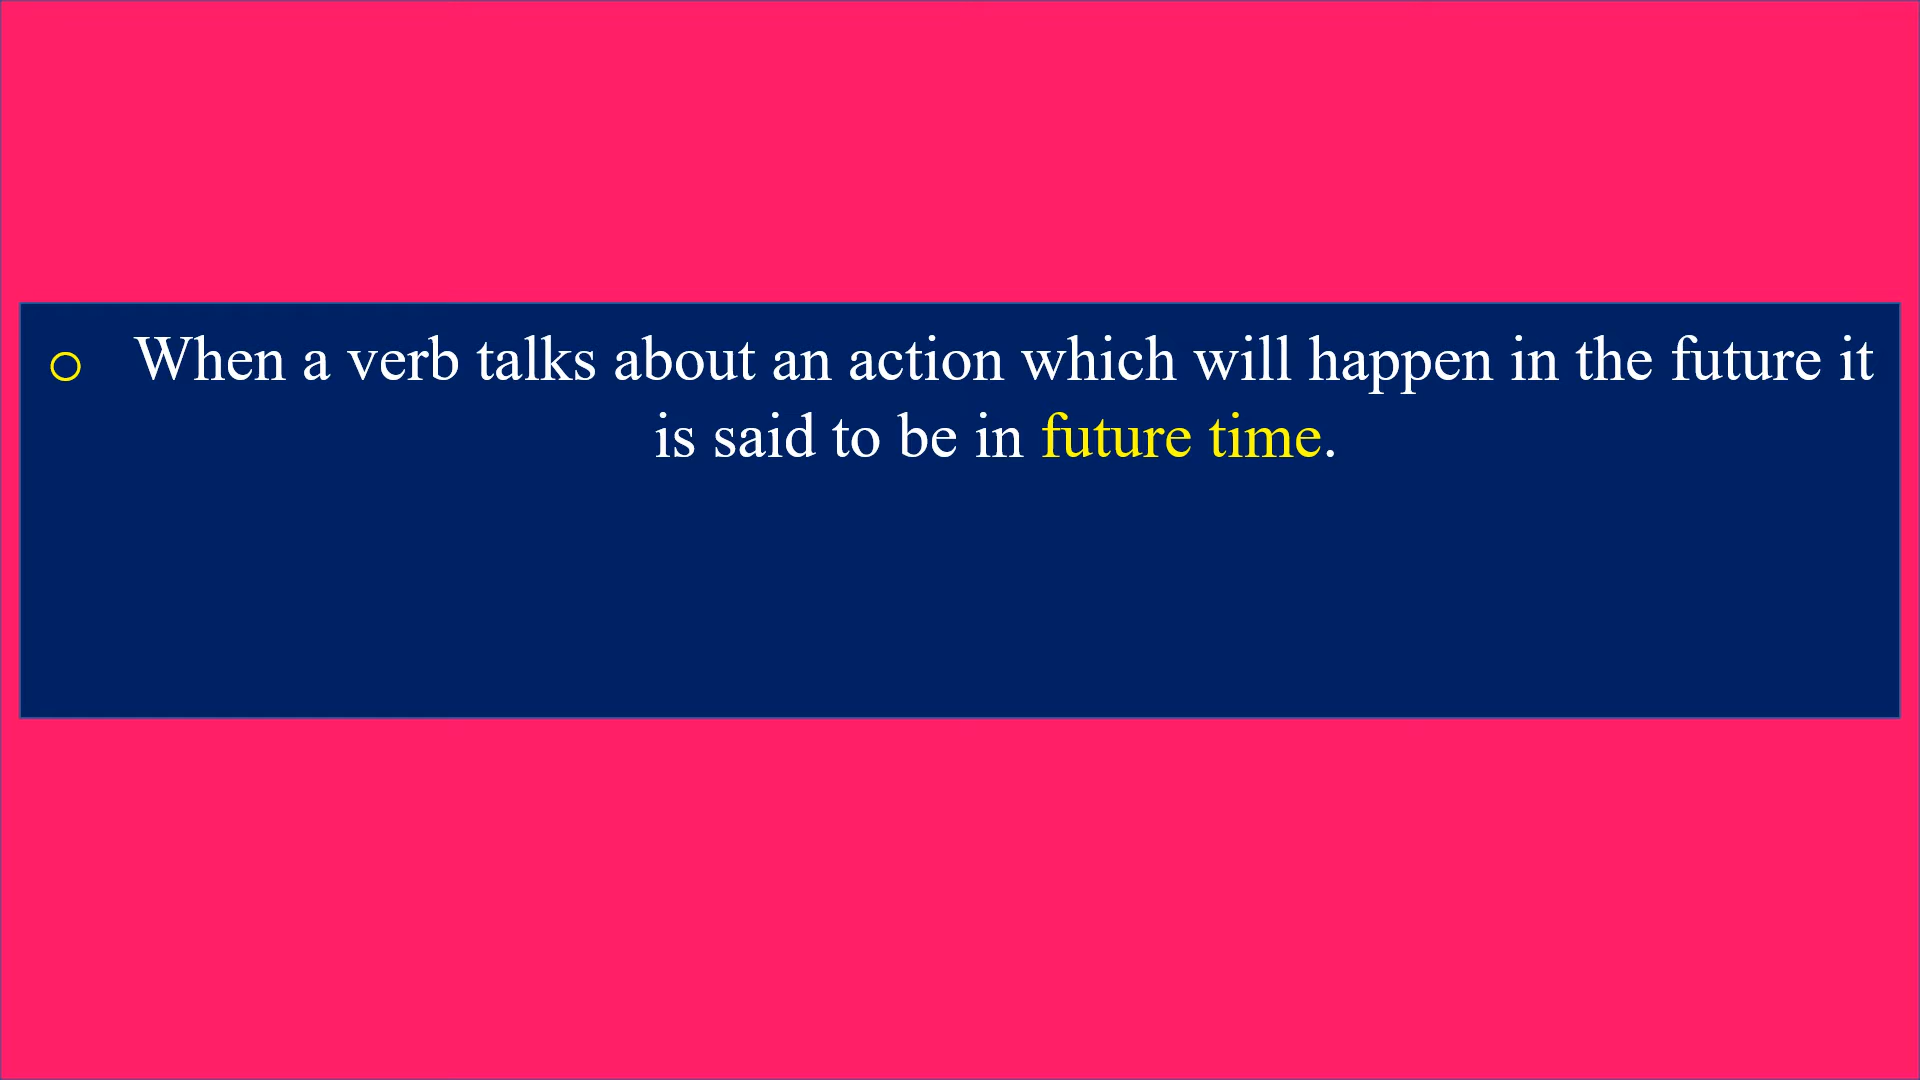 ○ When a verb talks about an action which will happen in the future it
is said to be in future time.